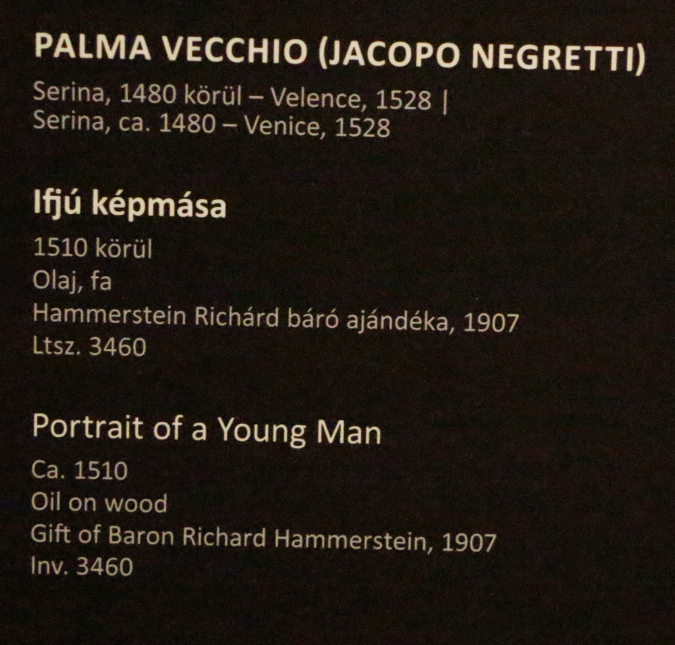 PALMA VECCHIO (JACOPO NEGRETTI)
Serina, 1480 körül – Velence, 1528 |
Serina, ca. 1480 – Venice, 1528
Ifjú képmása
1510 körül
Olaj, fa
Hammerstein Richárd báró ajándéka, 1907
Ltsz. 3460
Portrait of a Young Man
Ca. 1510
Oil on wood
Gift of Baron Richard Hammerstein, 1907
Inv. 3460